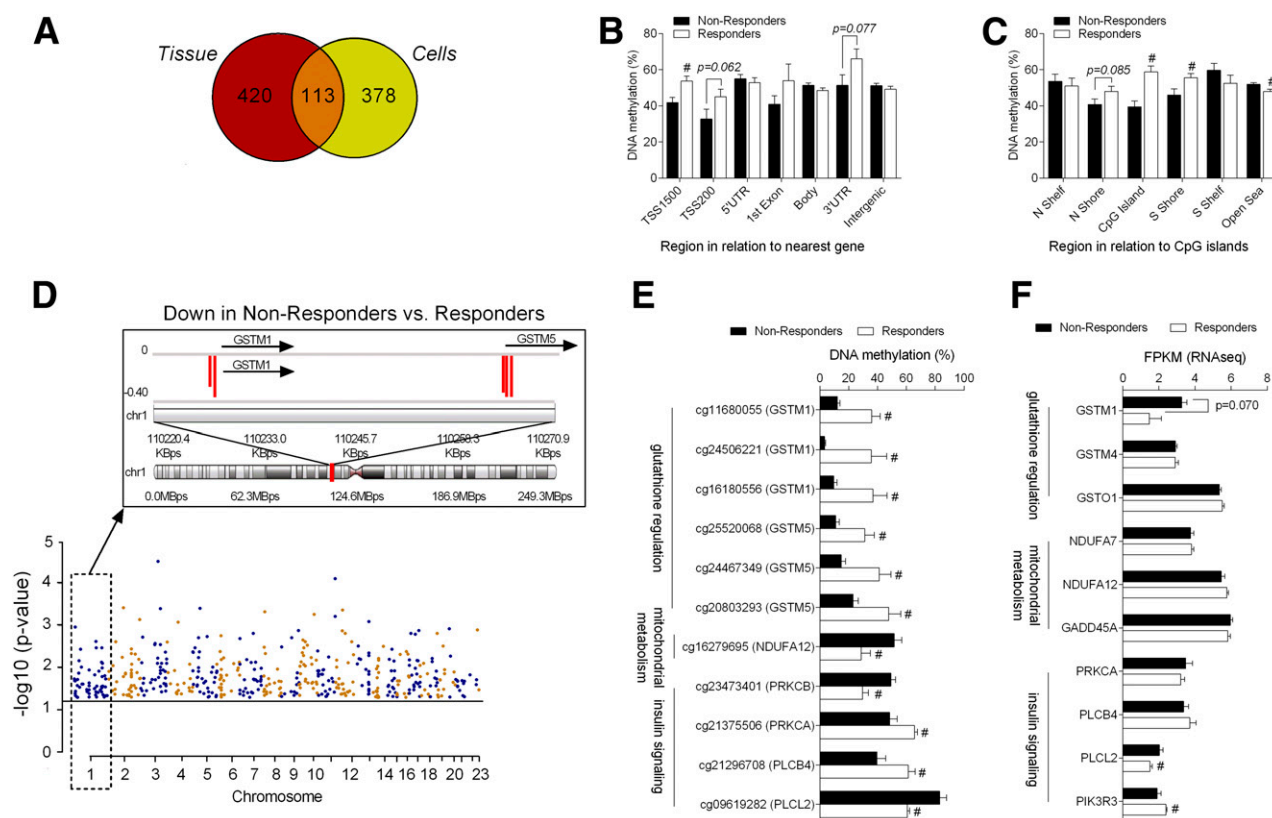 A
Tissue
Cells
420
113
378
B
Non-Responders
Responders
DNA methylation (%)
80
60
40
20
0
#
p=0.062
p=0.077
TSS1500
TSS200
5'UTR
1st Exon
Body
3'UTR
Intergenic
Region in relation to nearest gene
C
Non-Responders
Responders
DNA methylation (%)
80
60
40
20
0
p=0.085
#
#
#
N Shelf
N Shore
CpG Island
S Shore
S Shelf
Open Sea
Region in relation to CpG islands
D
Down in Non-Responders vs. Responders
0
GSTM1
GSTM5
GSTM1
-0.40
chr1
110220.4 KBps
110233.0 KBps
110245.7 KBps
110258.3 KBps
110270.9 KBps
chr1
0.0MBps
62.3MBps
124.6MBps
186.9MBps
249.3MBps
-log10 (p-value)
5
4
3
2
1
0
1 2 3 4 5 6 7 8 9 10 11 12 14 16 18 20 23
Chromosome
E
Non-Responders
Responders
DNA methylation (%)
0 20 40 60 80 100
glutathione regulation
cg11680055 (GSTM1)
#
cg24506221 (GSTM1)
#
cg16180556 (GSTM1)
#
cg25520068 (GSTM5)
#
cg24467349 (GSTM5)
#
cg20803293 (GSTM5)
#
mitochondrial
metabolism
cg16279695 (NDUFA12)
#
insulin signaling
cg23473401 (PRKCB)
#
cg21375506 (PRKCA)
#
cg21296708 (PLCB4)
#
cg09619282 (PLCL2)
#
F
Non-Responders
Responders
FPKM (RNAseq)
0 2 4 6 8
glutathione regulation
GSTM1
p=0.070
GSTM4
GSTO1
mitochondrial
metabolism
NDUFA7
NDUFA12
GADD45A
insulin signaling
PRKCA
PLCB4
PLCL2
#
PIK3R3
#